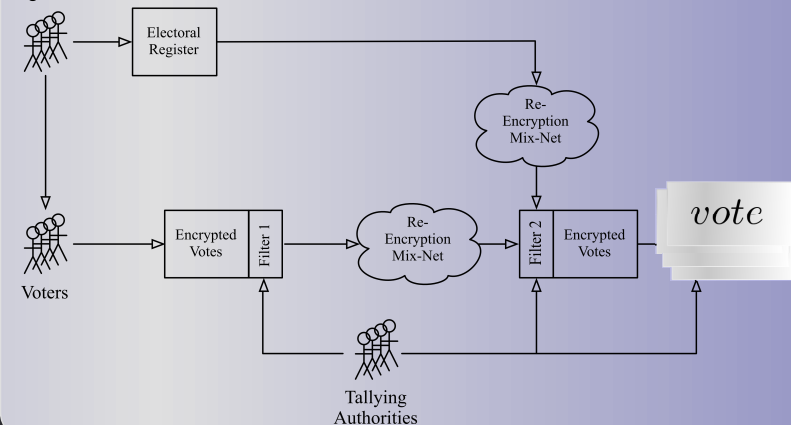 Electoral
Register
Re-
Encryption
Mix-Net
Encrypted
Votes
Filter 1
Re-
Encryption
Mix-Net
Filter 2
Encrypted
Votes
vote
Voters
Tallying
Authorities